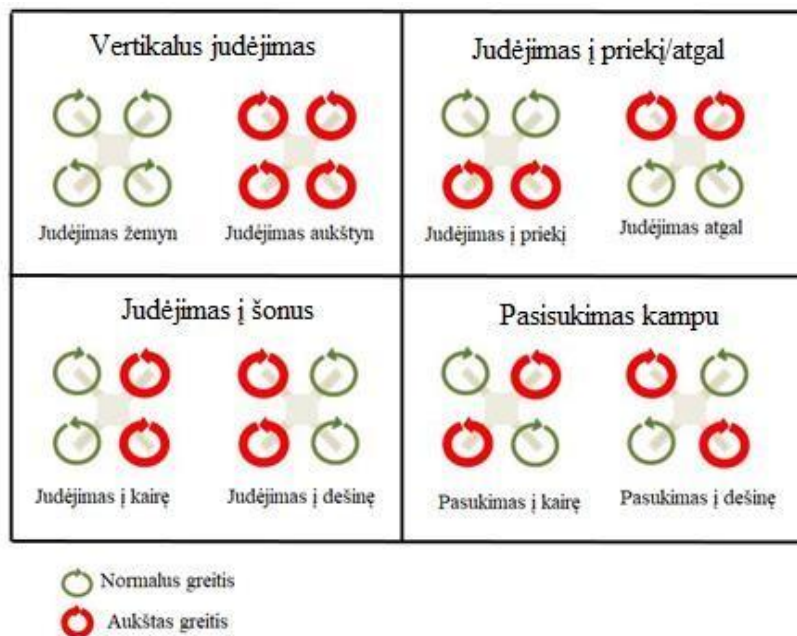 Vertikalus judėjimas
Judėjimas žemyn
Judėjimas aukštyn
Judėjimas į priekį/atgal
Judėjimas į priekį
Judėjimas atgal
Judėjimas į šonus
Judėjimas į kairę
Judėjimas į dešinę
Pasisukimas kampu
Pasukimas į kairę
Pasukimas į dešinę
Normalus greitis
Aukštas greitis